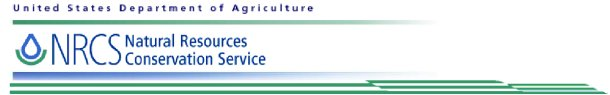 United States Department of Agriculture
NRCS Natural Resources
Conservation Service